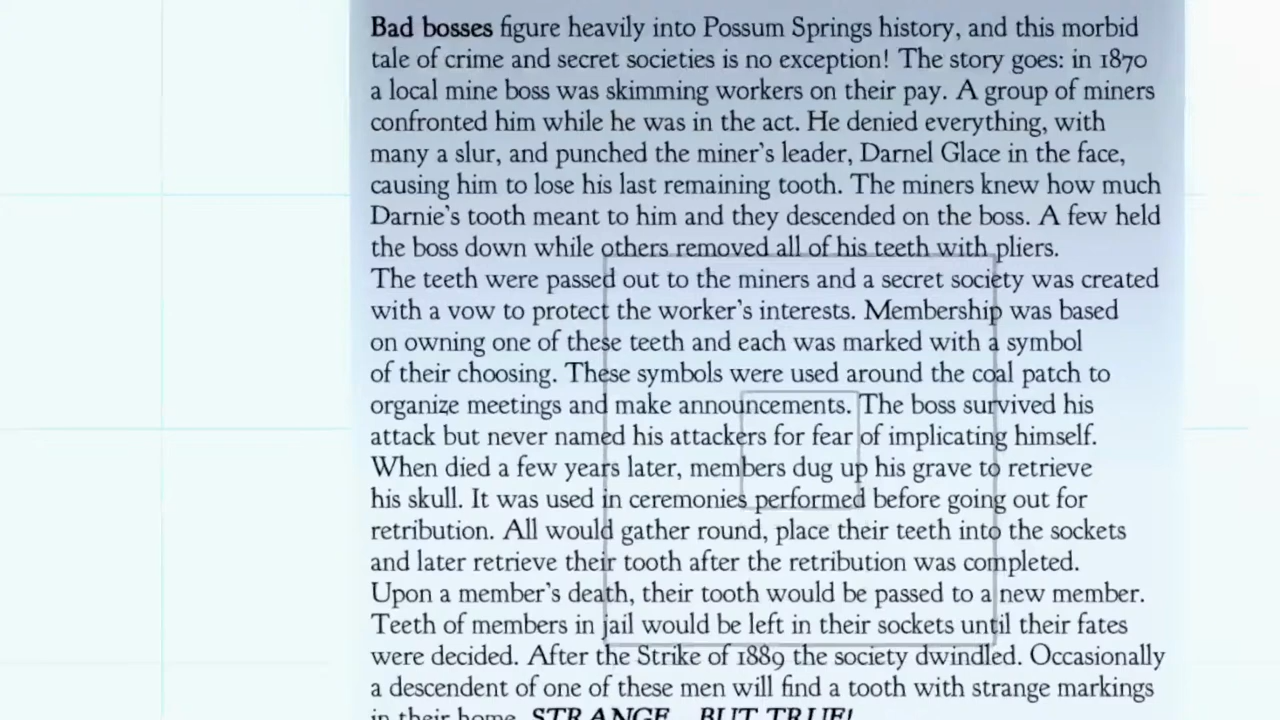 Bad bosses figure heavily into Possum Springs history, and this morbid
tale of crime and secret societies is no exception! The story goes: in 1870
a local mine boss was skimming workers on their pay. A group of miners
confronted him while he was in the act. He denied everything, with
many a slur, and punched the miner's leader, Darnel Glace in the face,
causing him to lose his last remaining tooth. The miners knew how much
Darnie's tooth meant to him and they descended on the boss. A few held
the boss down while others removed all of his teeth with pliers.
The teeth were passed out to the miners and a secret society was created
with a vow to protect the worker's interests. Membership was based
on owning one of these teeth and each was marked with a symbol
of their choosing. These symbols were used around the coal patch to
organize meetings and make announcements. The boss survived his
attack but never named his attackers for fear of implicating himself.
When died a few years later, members dug up his grave to retrieve
his skull. It was used in ceremonies performed before going out for
retribution. All would gather round, place their teeth into the sockets
and later retrieve their tooth after the retribution was completed.
Upon a member's death, their tooth would be passed to a new member.
Teeth of members in jail would be left in their sockets until their fates
were decided. After the Strike of 1889 the society dwindled. Occasionally
a descendent of one of these men will find a tooth with strange markings
in their home. STRANGE... BUT TRUE!